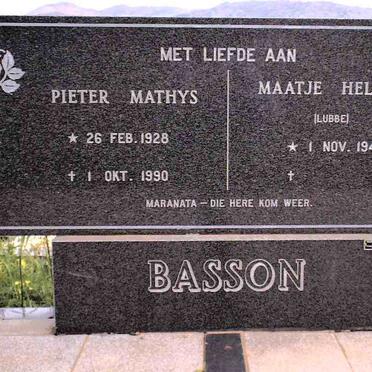 MET LIEFDE AAN
PIETER MATHYS
★ 26 FEB. 1928
✝ 1 OKT. 1990
MAATJE HEL
(LUBBE)
★ 1 NOV. 194
✝
MARANATA – DIE HERE KOM WEER.
BASSON